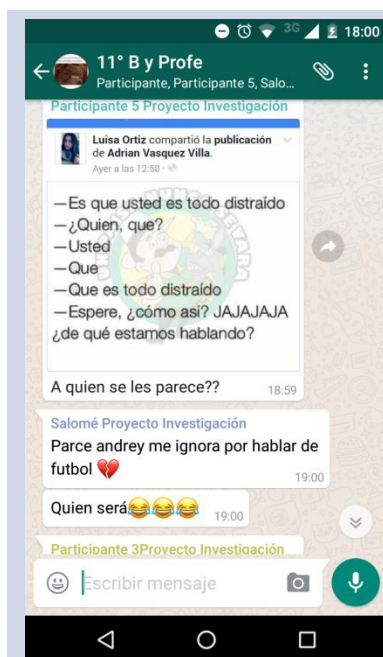 3G 18:00
11° B y Profe
Participante, Participante 5, Salo...
Participante 5 Proyecto Investigación
Luisa Ortiz compartió la publicación
de Adrian Vasquez Villa.
Ayer a las 12:50
—Es que usted es todo distraído
—¿Quien, que?
—Usted
—Que
—Que es todo distraído
—Espere, ¿cómo asi? JAJAJAJA
¿de qué estamos hablando?
A quien se les parece??
18:59
Salomé Proyecto Investigación
Parce andrey me ignora por hablar de
futbol 💔
19:00
Quien será😂😂😂
19:00
Participante 3Proyecto Investigación
Escribir mensaje